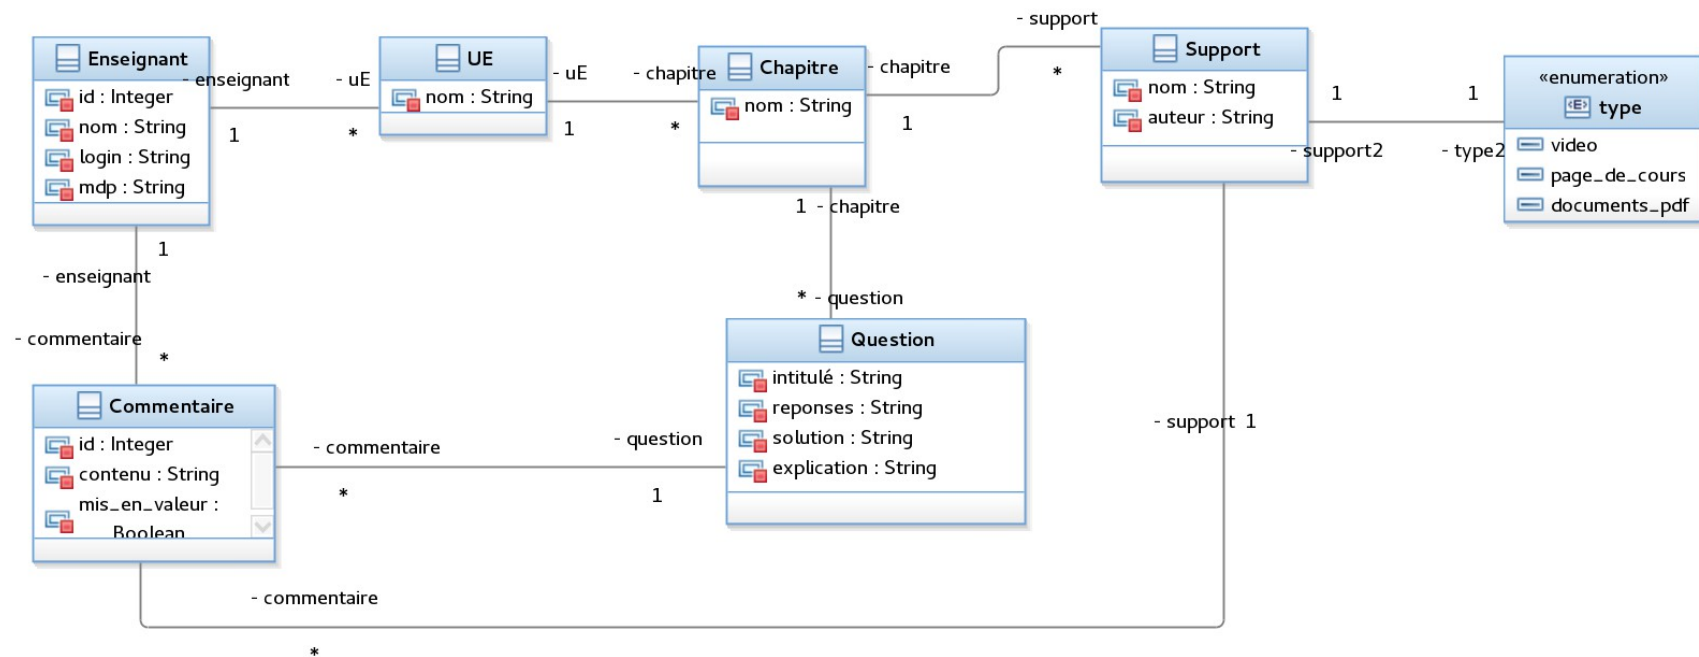 - support
Enseignant
id : Integer
nom : String
login : String
mdp : String
- enseignant
1
- uE
*
UE
nom : String
- uE
1
- chapitre
*
Chapitre
nom : String
- chapitre
1
*
Support
nom : String
auteur : String
1
- support2
1
- type2
«enumeration»
<E> type
video
page_de_cours
documents_pdf
1 - chapitre
* - question
1
- enseignant
- commentaire
*
Question
intitulé : String
reponses : String
solution : String
explication : String
Commentaire
id : Integer
contenu : String
mis_en_valeur :
Boolean
- commentaire
*
- question
1
- support 1
- commentaire
*